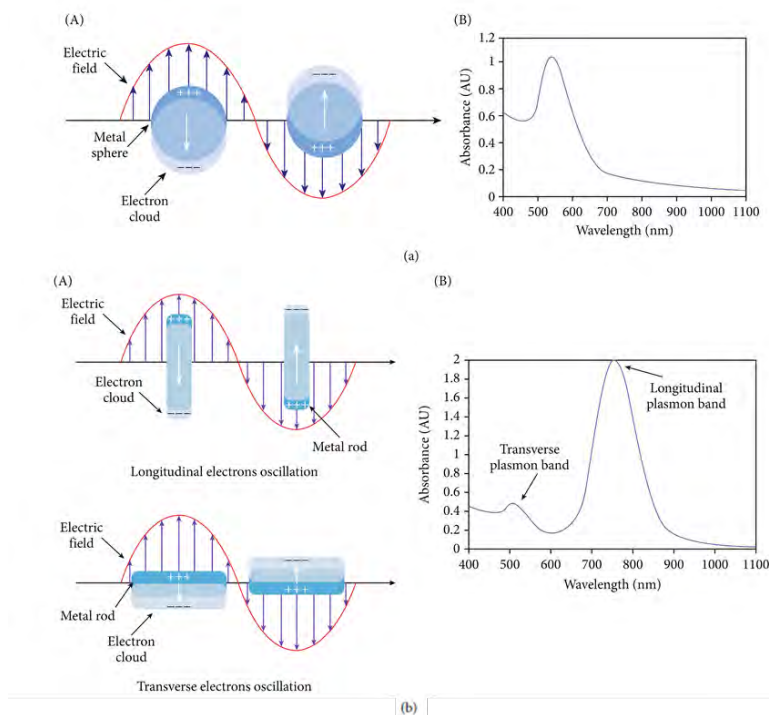 (A)
Electric
field
Metal
sphere
Electron
cloud
+++
−−−
−−−
+++
(B)
Absorbance (AU)
1.2
1
0.8
0.6
0.4
0.2
0
400 500 600 700 800 900 1000 1100
Wavelength (nm)
(a)
(A)
Electric
field
Electron
cloud
+++
−−−
−−−
+++
Metal rod
Longitudinal electrons oscillation
Electric
field
Metal rod
Electron
cloud
+++
−−−
−−−
+++
Transverse electrons oscillation
(B)
Absorbance (AU)
2
1.8
1.6
1.4
1.2
1
0.8
0.6
0.4
0.2
0
Longitudinal
plasmon band
Transverse
plasmon band
400 500 600 700 800 900 1000 1100
Wavelength (nm)
(b)